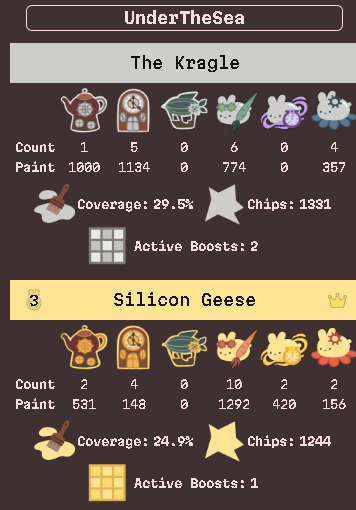 UnderTheSea
The Kragle
Count 1 5 0 6 0 4
Paint 1000 1134 0 774 0 357
Coverage: 29.5% Chips: 1331
Active Boosts: 2
3 Silicon Geese
Count 2 4 0 10 2 2
Paint 531 148 0 1292 420 156
Coverage: 24.9% Chips: 1244
Active Boosts: 1